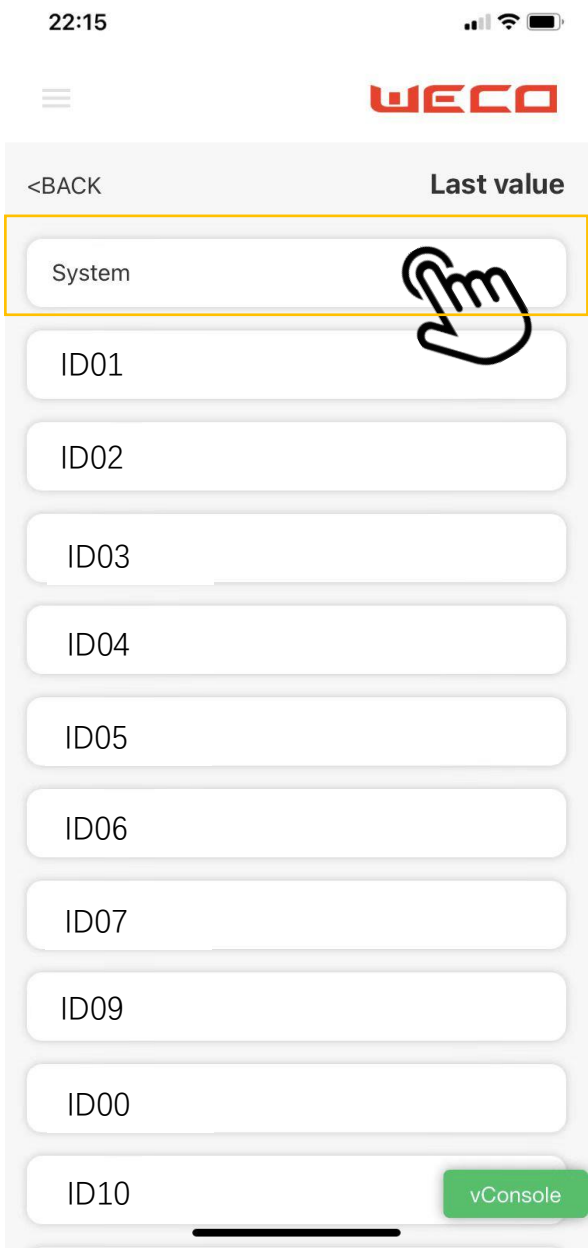 22:15
WECO
<BACK
Last value
System
ID01
ID02
ID03
ID04
ID05
ID06
ID07
ID09
ID00
ID10
vConsole